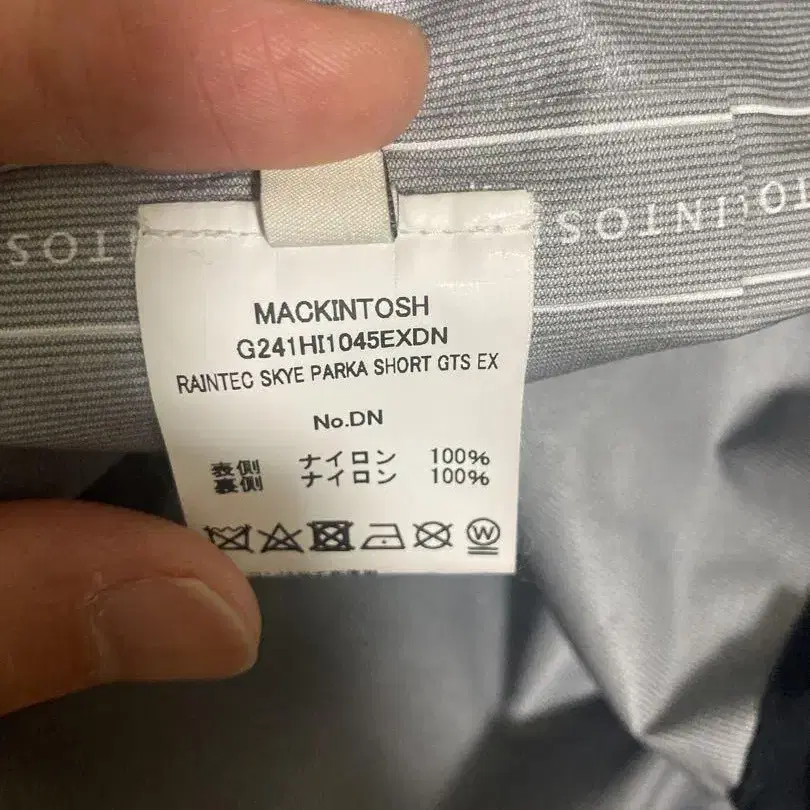 MACKINTOSH
G241HI1045EXDN
RAINTEC SKYE PARKA SHORT GTS EX
No.DN
表側 ナイロン 100%
裏側 ナイロン 100%
W